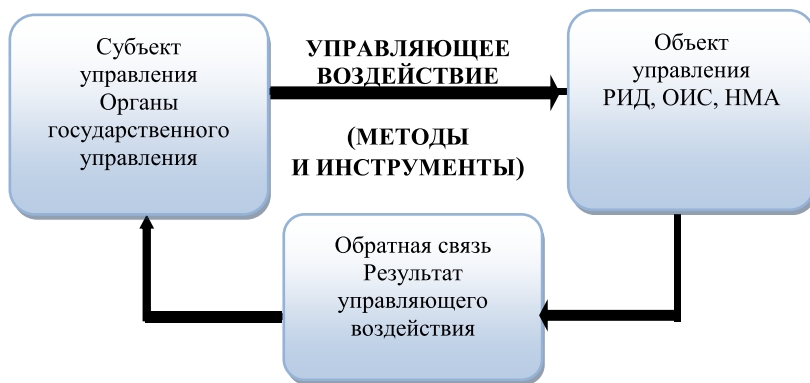 Субъект
управления
Органы
государственного
управления
УПРАВЛЯЮЩЕЕ
ВОЗДЕЙСТВИЕ
(МЕТОДЫ
И ИНСТРУМЕНТЫ)
Объект
управления
РИД, ОИС, НМА
Обратная связь
Результат
управляющего
воздействия